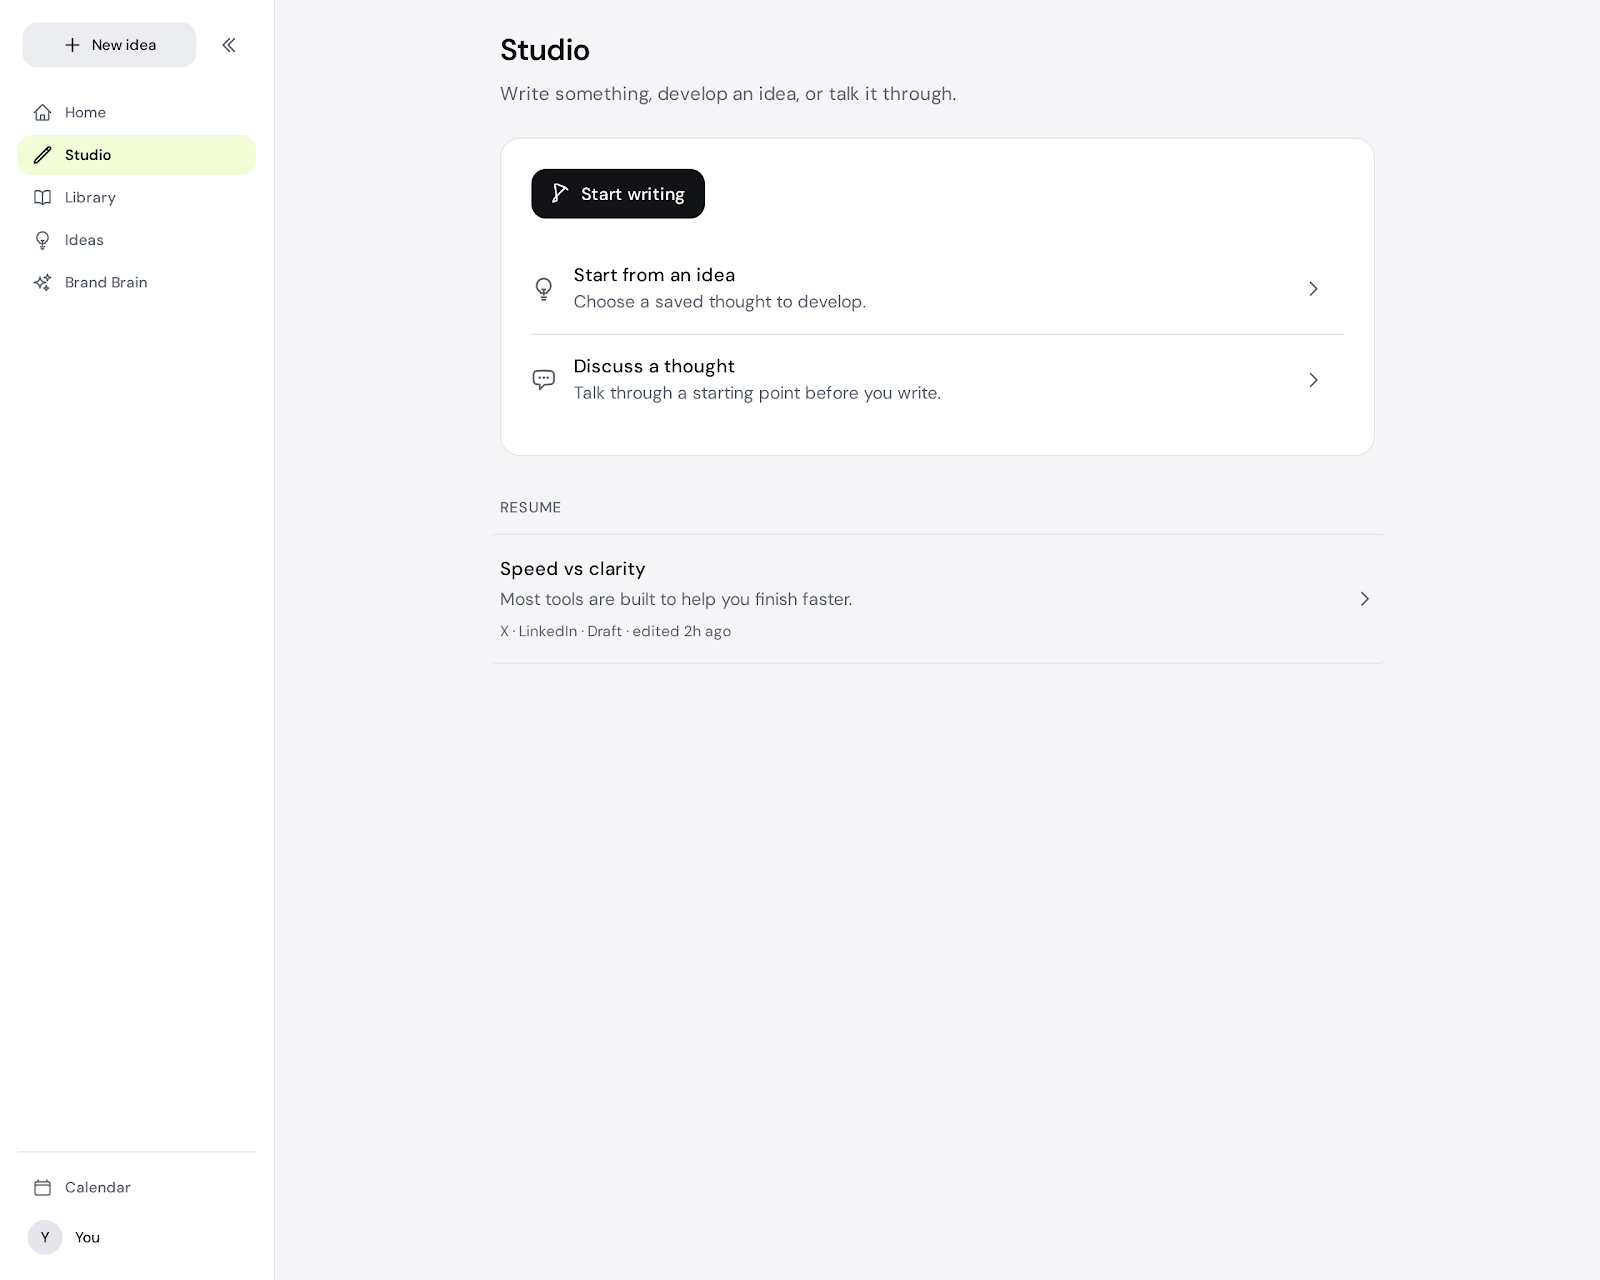 New idea
Home
Studio
Library
Ideas
Brand Brain
Calendar
Y
You
Studio
Write something, develop an idea, or talk it through.
Start writing
Start from an idea
Choose a saved thought to develop.
Discuss a thought
Talk through a starting point before you write.
RESUME
Speed vs clarity
Most tools are built to help you finish faster.
X · LinkedIn · Draft · edited 2h ago